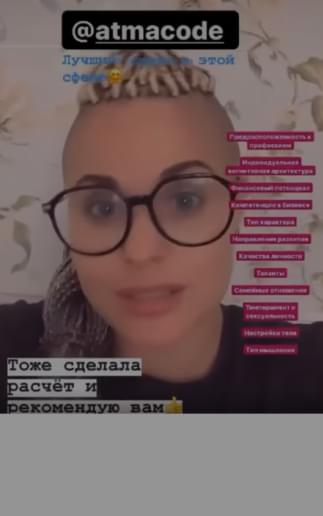 @atmacode
Лучший в этой
сфере
Предрасположенность к
профессиям
Индивидуальная
когнитивная архитектура
Финансовый потенциал
Компетенции в бизнесе
Тип характера
Направления развития
Качества личности
Таланты
Семейные отношения
Темперамент и
сексуальность
Настройки тела
Тип мышления
Тоже сделала
расчёт и
рекомендую вам👍